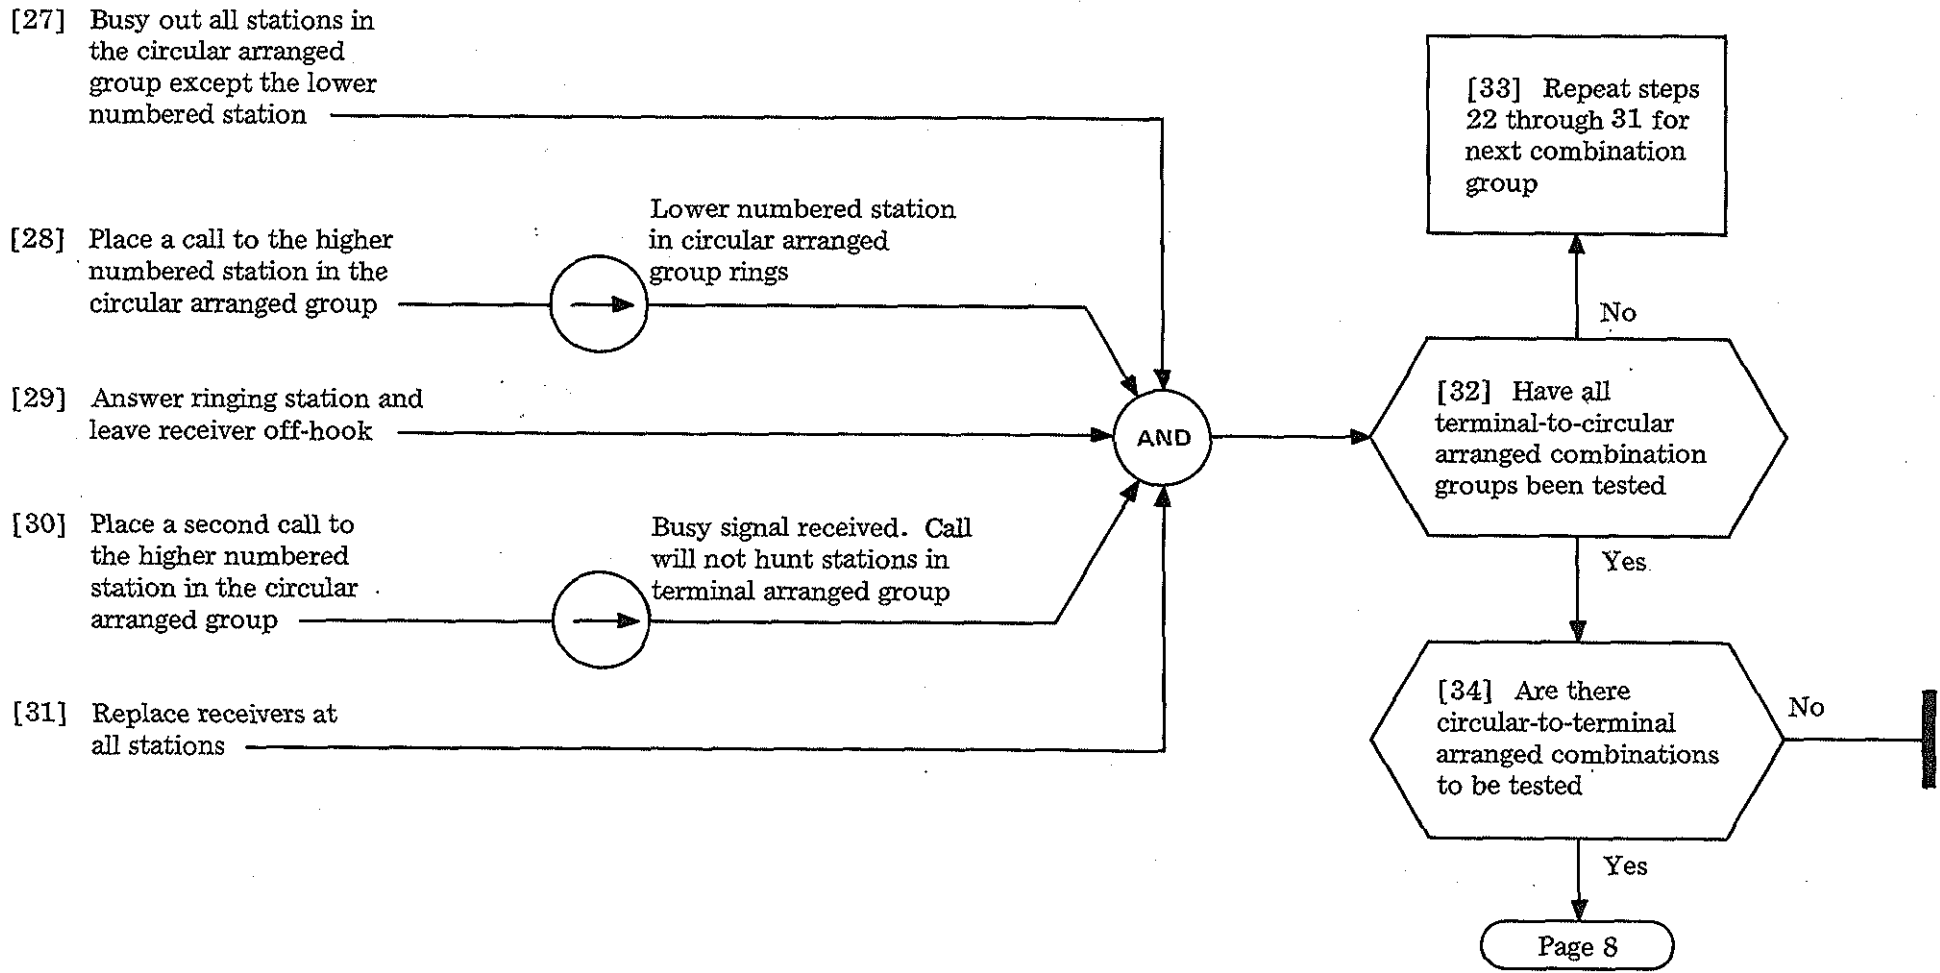 [27] Busy out all stations in
the circular arranged
group except the lower
numbered station
[28] Place a call to the higher
numbered station in the
circular arranged group
Lower numbered station
in circular arranged
group rings
[29] Answer ringing station and
leave receiver off-hook
[30] Place a second call to
the higher numbered
station in the circular
arranged group
Busy signal received. Call
will not hunt stations in
terminal arranged group
[31] Replace receivers at
all stations
AND
[33] Repeat steps
22 through 31 for
next combination
group
No
[32] Have all
terminal-to-circular
arranged combination
groups been tested
Yes
[34] Are there
circular-to-terminal
arranged combinations
to be tested
No
Yes
Page 8